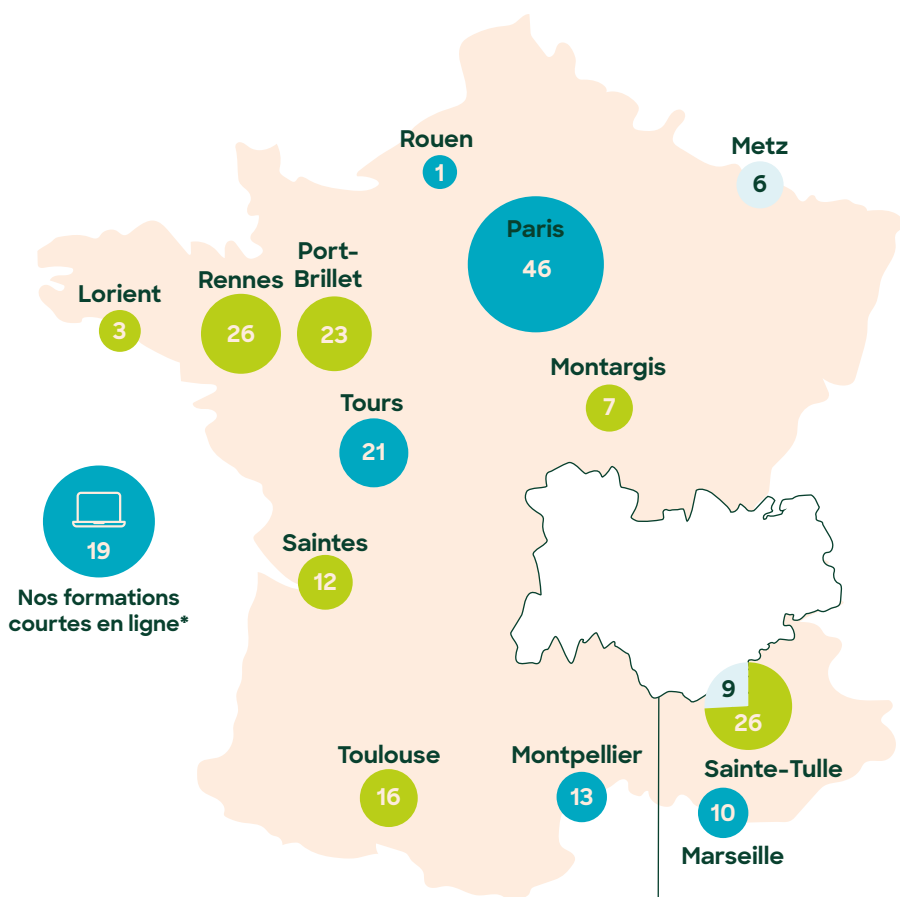 Rouen
1
Metz
6
Paris
46
Port-
Brillet
23
Rennes
26
Lorient
3
Montargis
7
Tours
21
19
Nos formations
courtes en ligne*
Saintes
12
9
26
Sainte-Tulle
Toulouse
16
Montpellier
13
10
Marseille